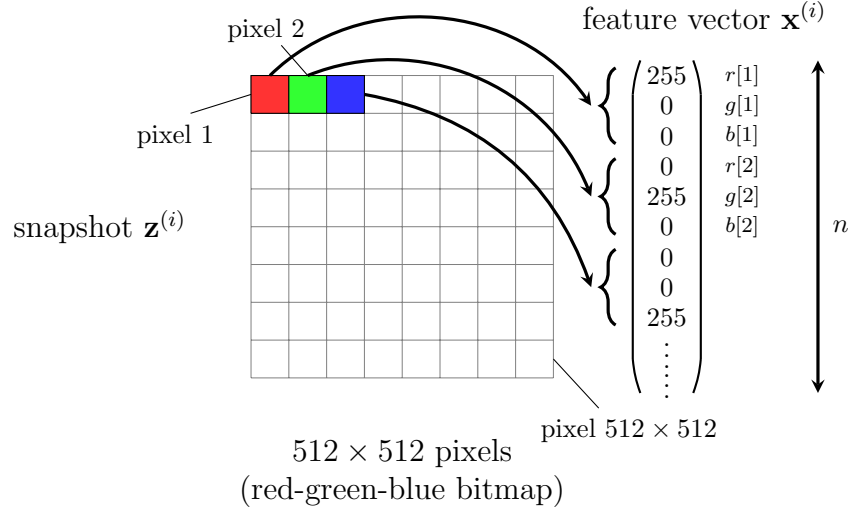 feature vector x^(i)
pixel 2
pixel 1
snapshot z^(i)
255 r[1]
0 g[1]
0 b[1]
0 r[2]
255 g[2]
0 b[2]
0
0
255
n
pixel 512 × 512
512 × 512 pixels
(red-green-blue bitmap)